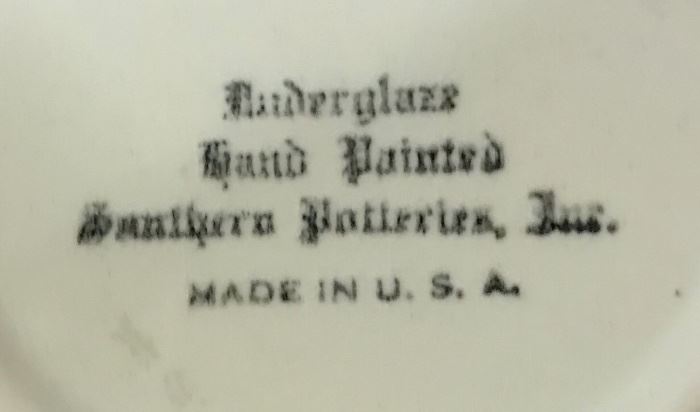 Underglaze
Hand Painted
Southern Potteries, Inc.
MADE IN U. S. A.